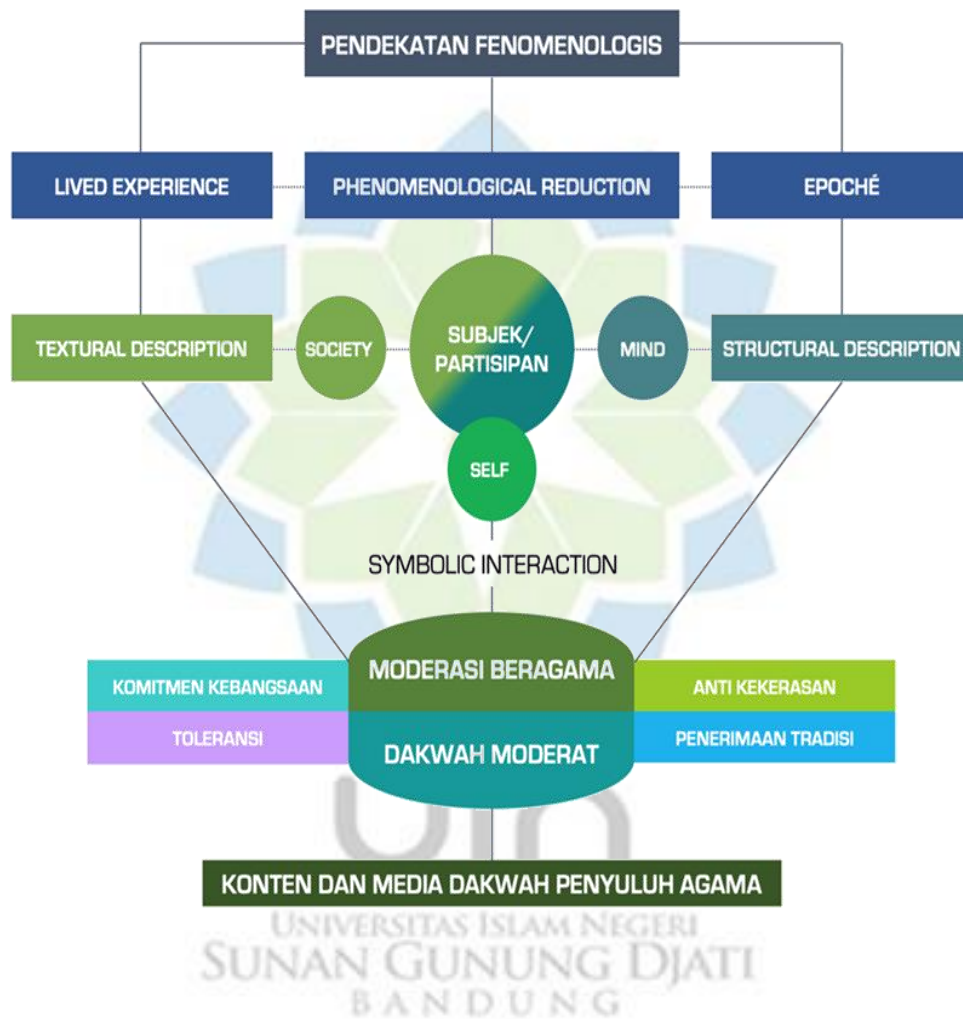 PENDEKATAN FENOMENOLOGIS
LIVED EXPERIENCE
PHENOMENOLOGICAL REDUCTION
EPOCHÉ
TEXTURAL DESCRIPTION
SOCIETY
SUBJEK/
PARTISIPAN
MIND
STRUCTURAL DESCRIPTION
SELF
SYMBOLIC INTERACTION
MODERASI BERAGAMA
KOMITMEN KEBANGSAAN
ANTI KEKERASAN
TOLERANSI
PENERIMAAN TRADISI
DAKWAH MODERAT
uin
KONTEN DAN MEDIA DAKWAH PENYULUH AGAMA
UNIVERSITAS ISLAM NEGERI
SUNAN GUNUNG DJATI
BANDUNG